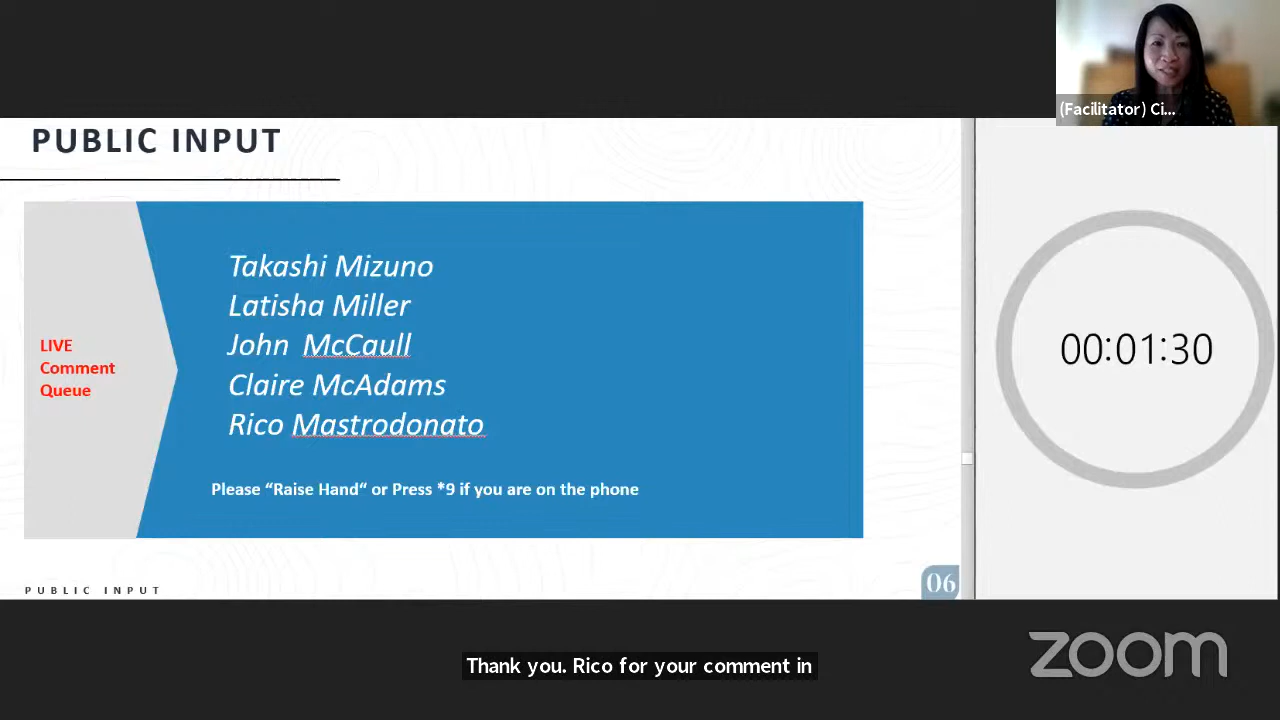 (Facilitator) Ci...
PUBLIC INPUT
Takashi Mizuno
Latisha Miller
John McCaull
Claire McAdams
Rico Mastrodonato
LIVE
Comment
Queue
Please “Raise Hand“ or Press *9 if you are on the phone
00:01:30
PUBLIC INPUT
06
Thank you. Rico for your comment in
zoom